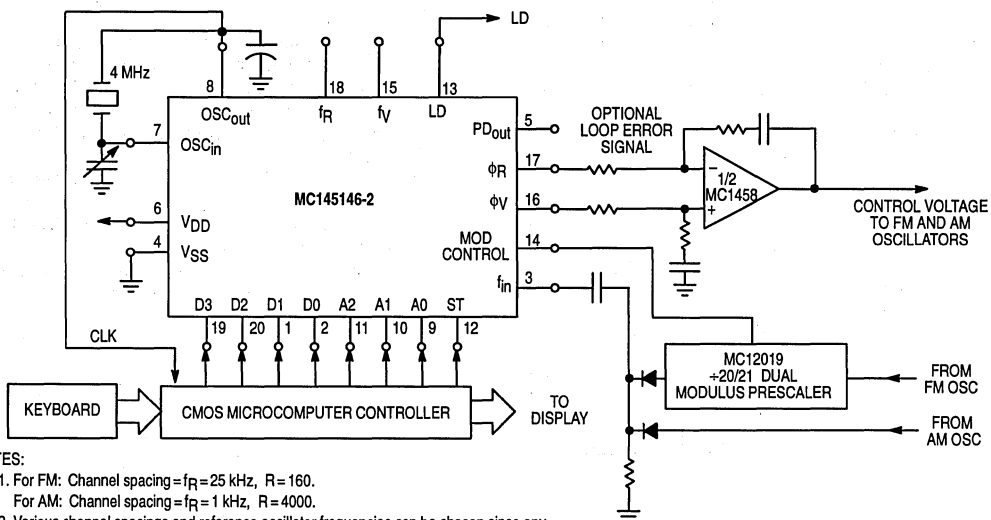 LD
4 MHz
8
18
15
13
OSCout
fR
fV
LD
7
OSCin
PDout
5
OPTIONAL
LOOP ERROR
SIGNAL
ϕR
17
–
1/2
MC1458
+
MC145146-2
ϕV
16
CONTROL VOLTAGE
TO FM AND AM
OSCILLATORS
6
VDD
4
VSS
MOD
CONTROL
14
fin
3
D3 D2 D1 D0 A2 A1 A0 ST
19 20 1 2 11 10 9 12
CLK
MC12019
÷20/21 DUAL
MODULUS PRESCALER
FROM
FM OSC
KEYBOARD
CMOS MICROCOMPUTER CONTROLLER
TO
DISPLAY
FROM
AM OSC
TES:
1. For FM: Channel spacing = fR = 25 kHz, R = 160.
For AM: Channel spacing = fR = 1 kHz, R = 4000.